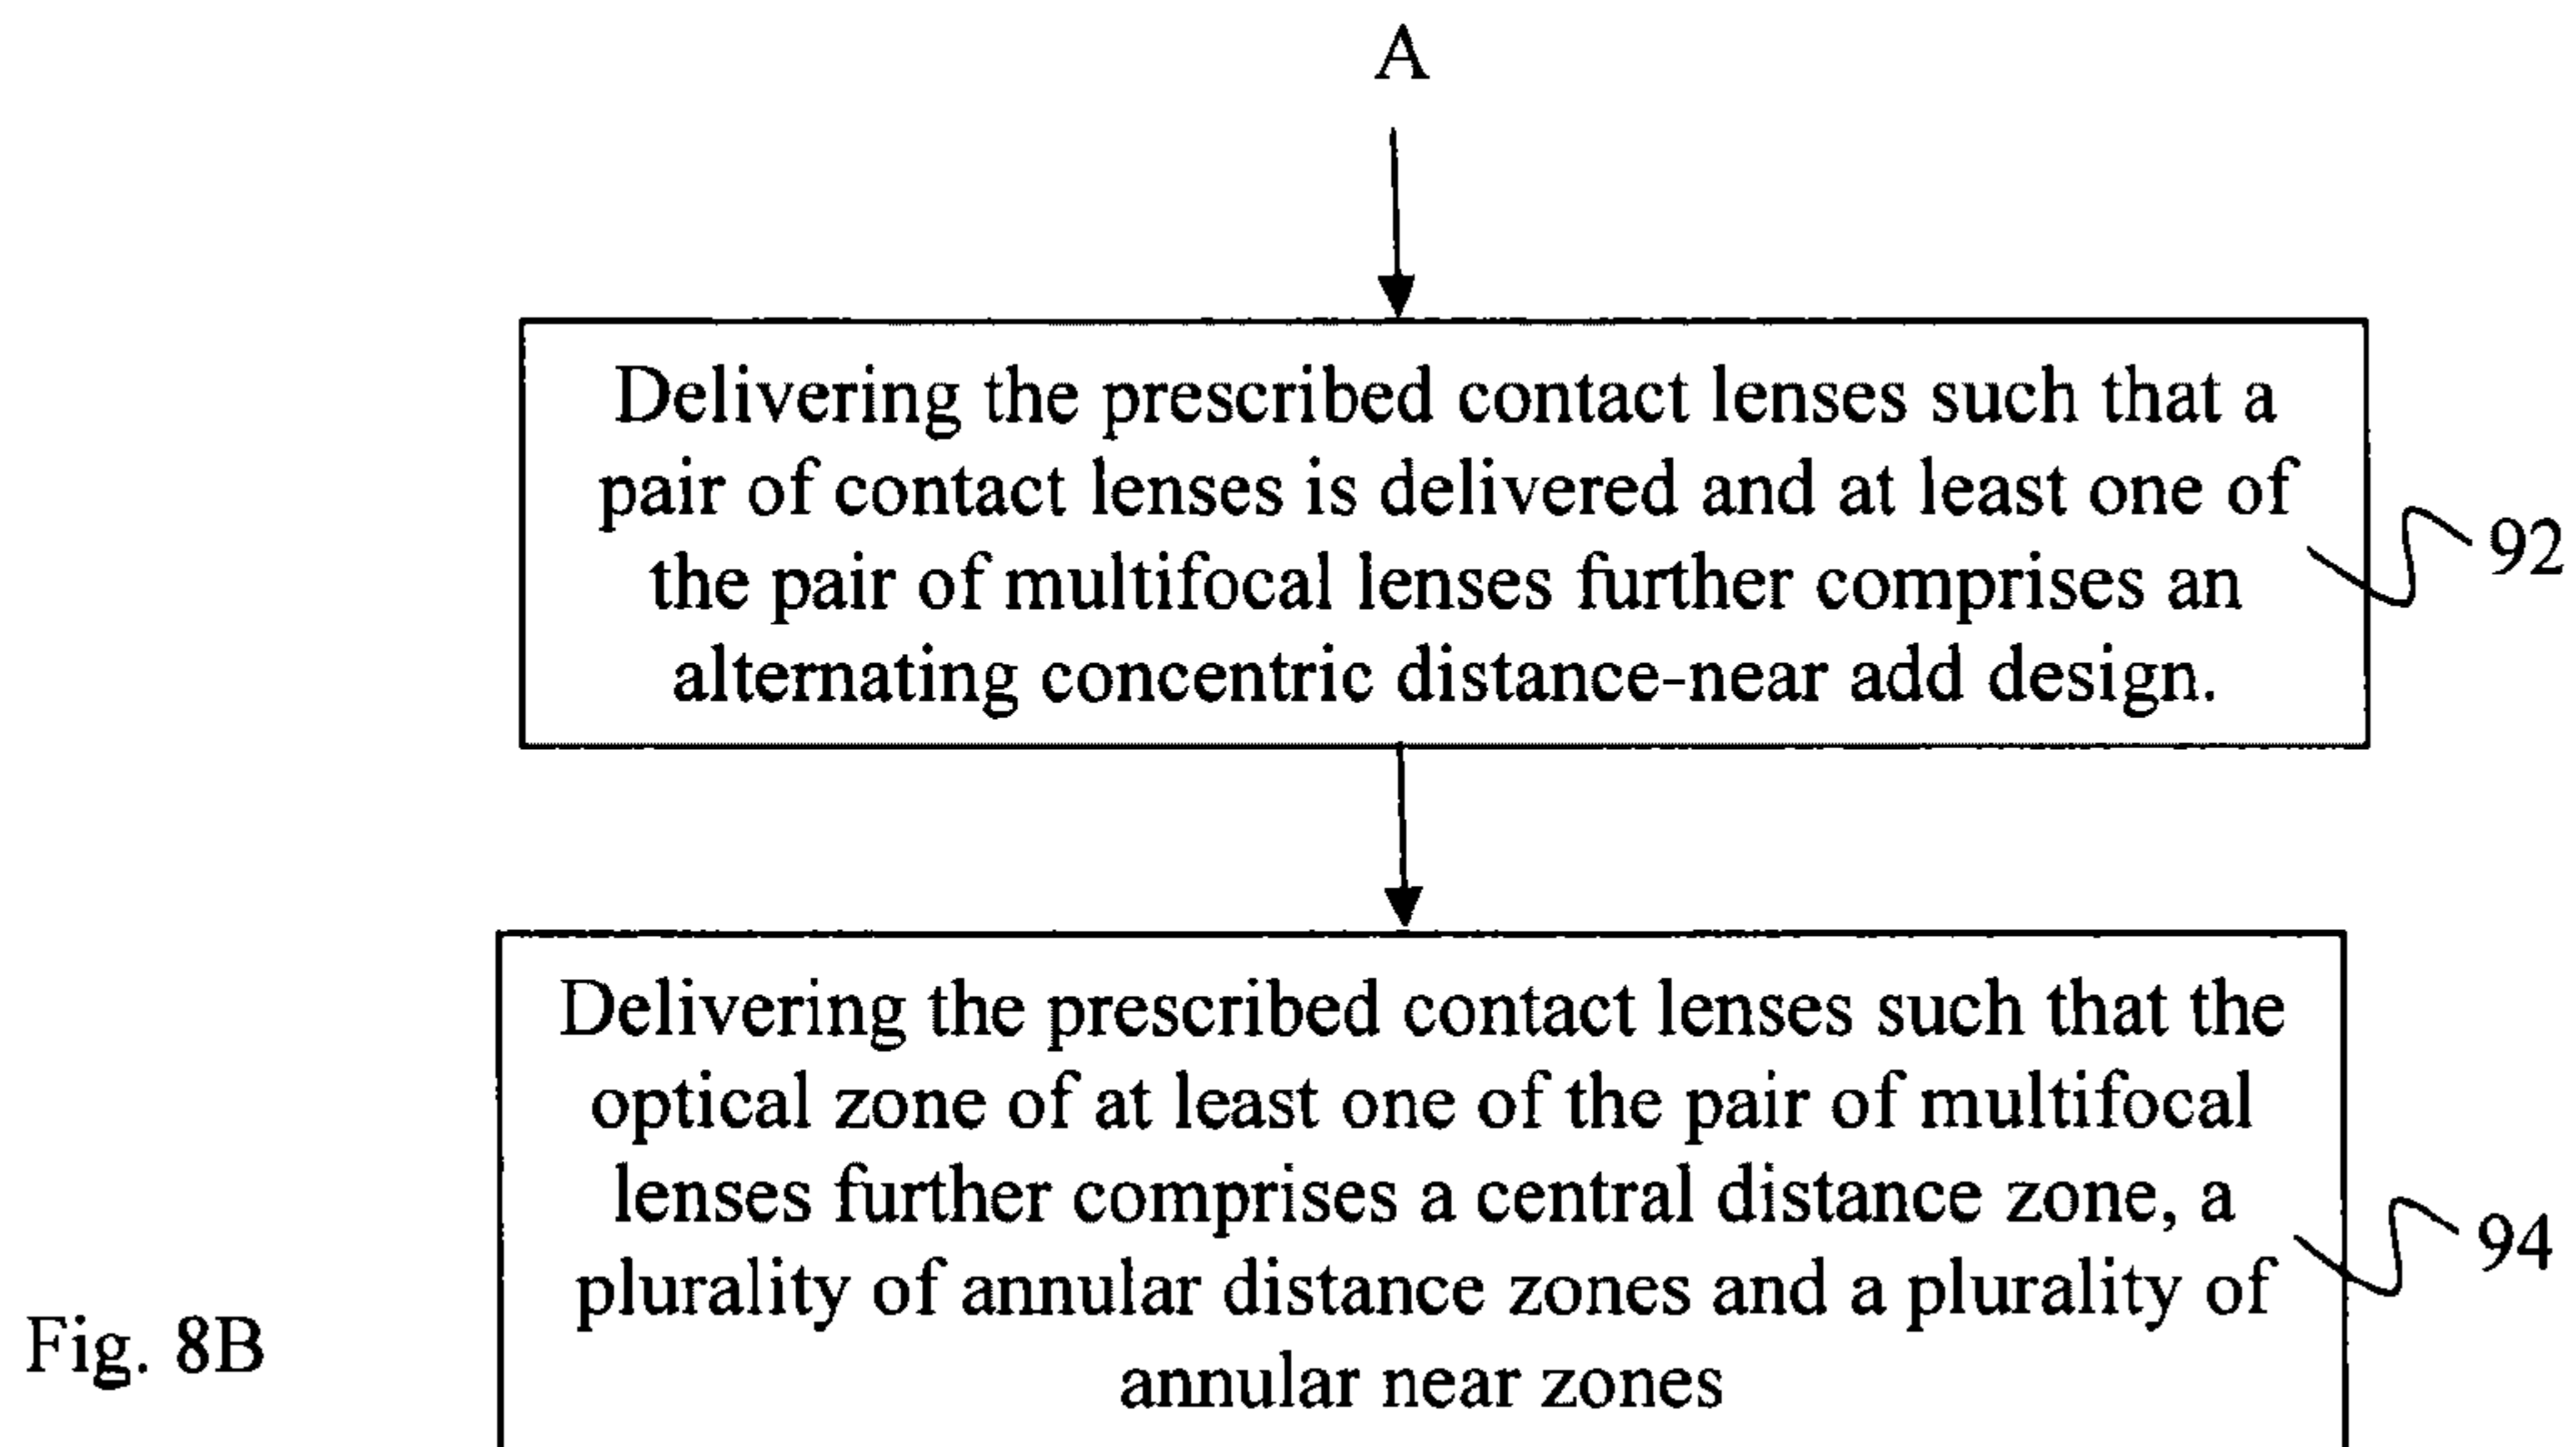 A
Delivering the prescribed contact lenses such that a
pair of contact lenses is delivered and at least one of
the pair of multifocal lenses further comprises an
alternating concentric distance-near add design.
92
Delivering the prescribed contact lenses such that the
optical zone of at least one of the pair of multifocal
lenses further comprises a central distance zone, a
plurality of annular distance zones and a plurality of
annular near zones
94
Fig. 8B